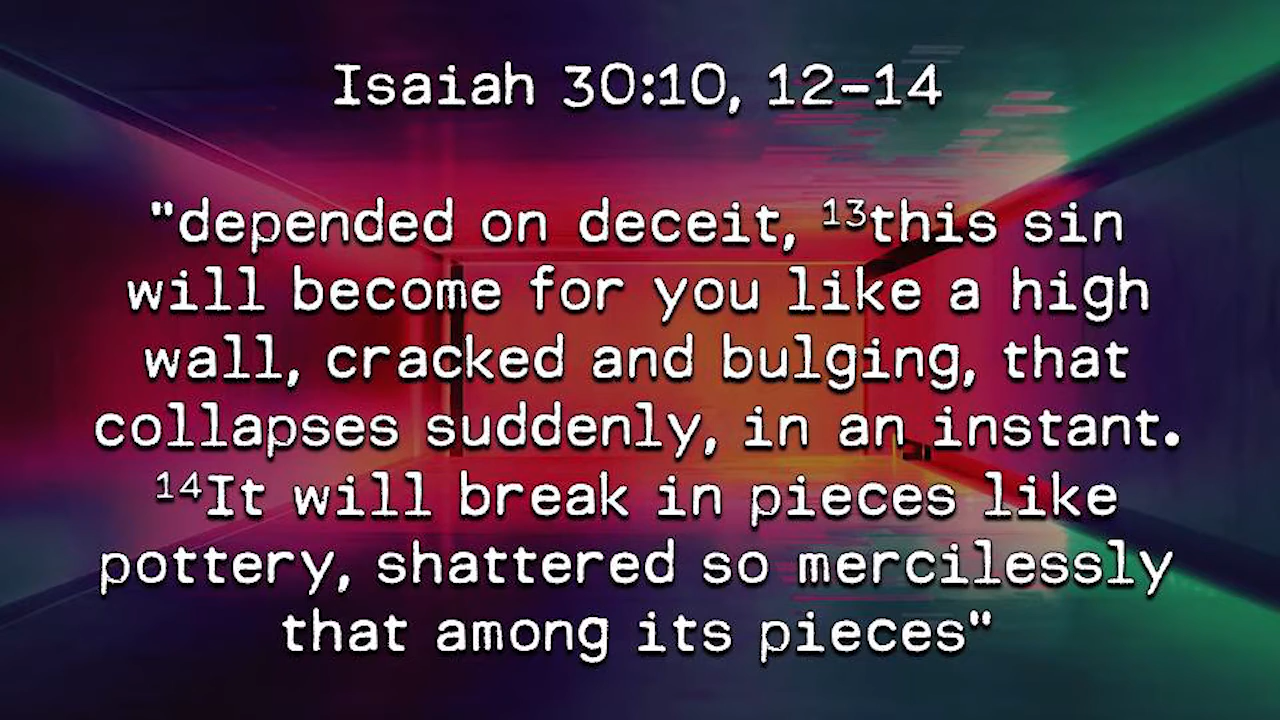 Isaiah 30:10, 12-14
"depended on deceit, ¹³this sin
will become for you like a high
wall, cracked and bulging, that
collapses suddenly, in an instant.
¹⁴It will break in pieces like
pottery, shattered so mercilessly
that among its pieces"